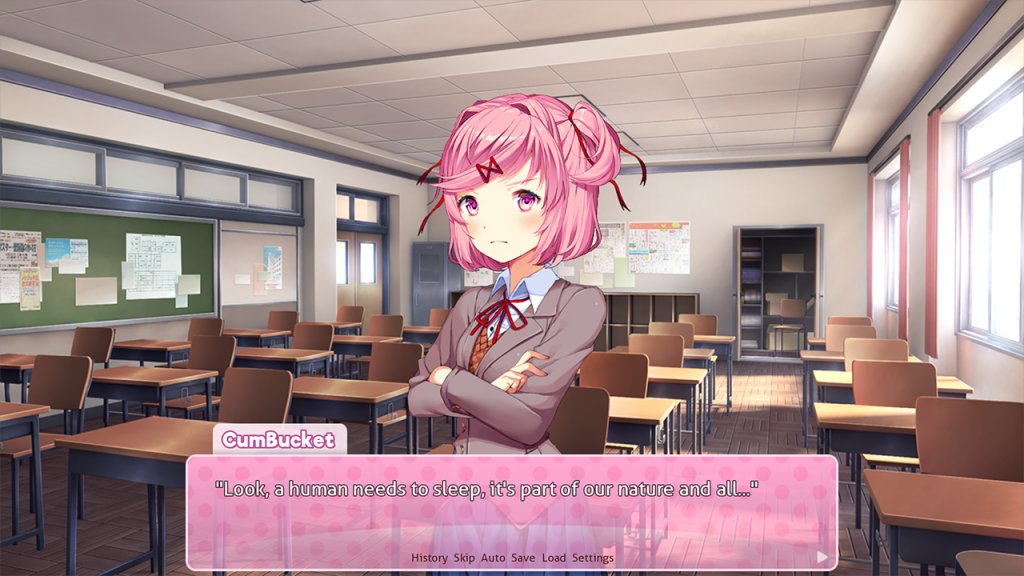 CumBucket
"Look, a human needs to sleep, it's part of our nature and all..."
History Skip Auto Save Load Settings